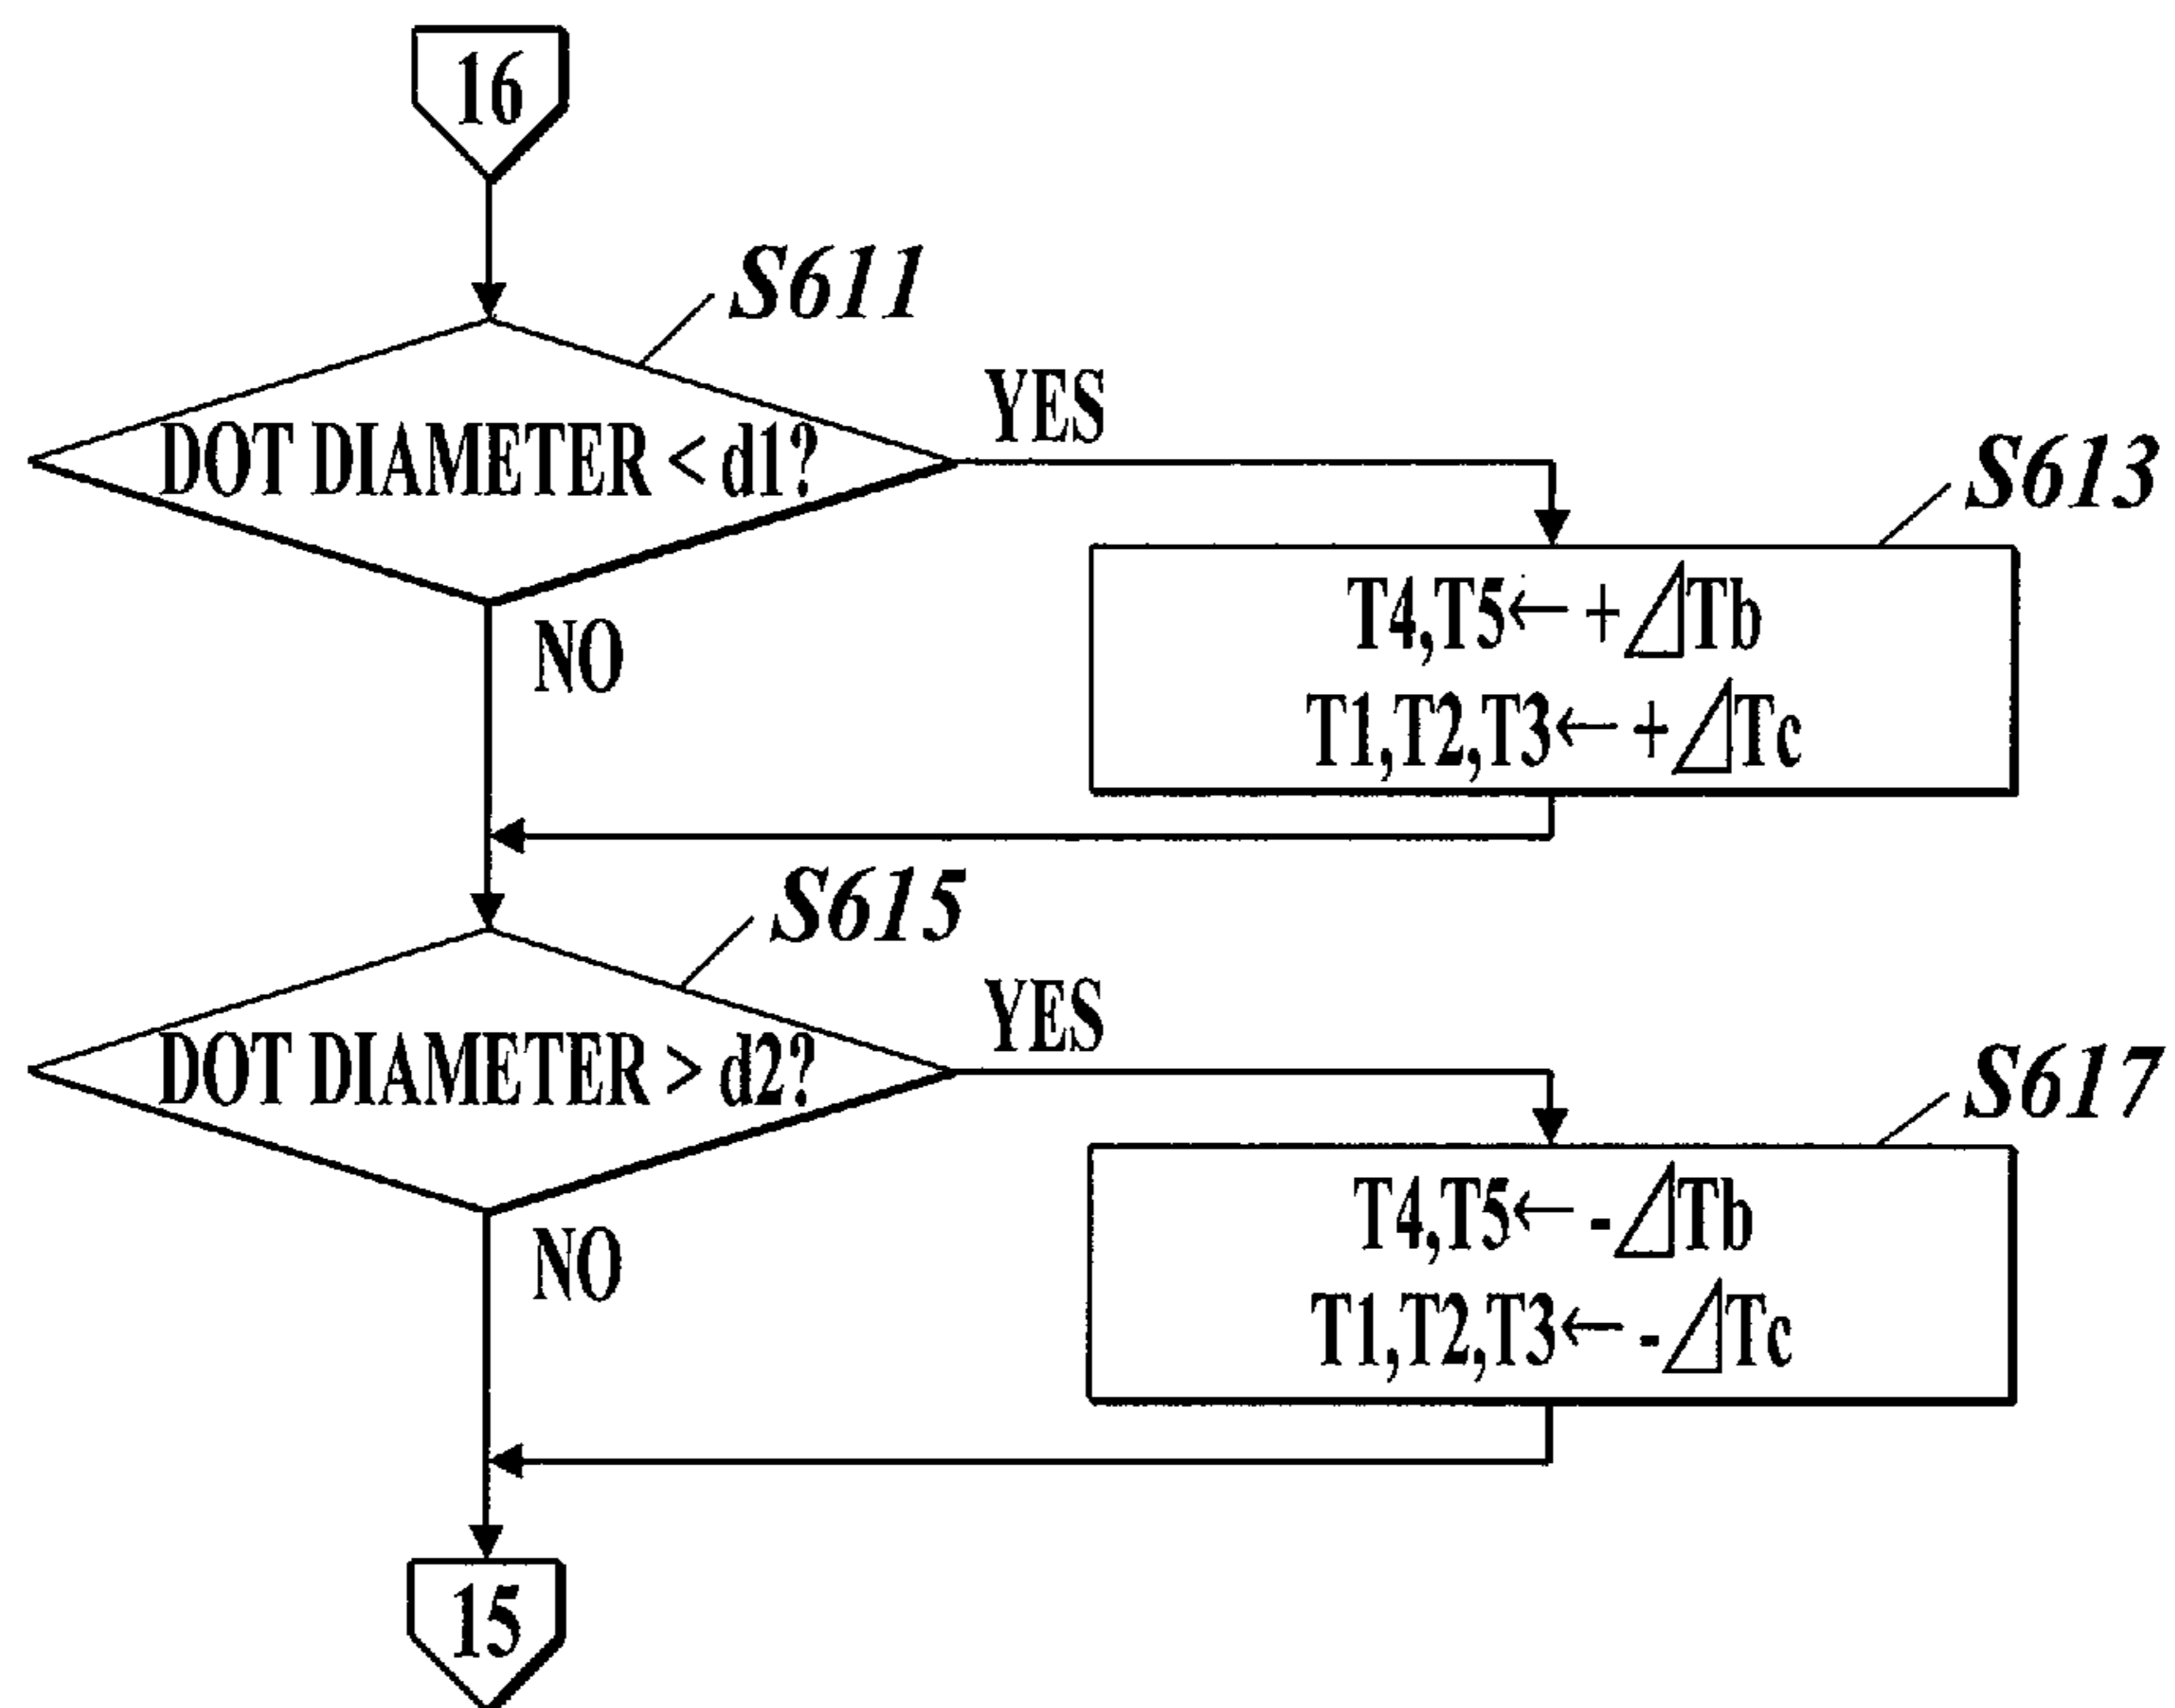 16
S611
DOT DIAMETER < d1?
YES
NO
S613
T4,T5← +⊿Tb
T1,T2,T3← +⊿Tc
S615
DOT DIAMETER > d2?
YES
NO
S617
T4,T5← -⊿Tb
T1,T2,T3← -⊿Tc
15